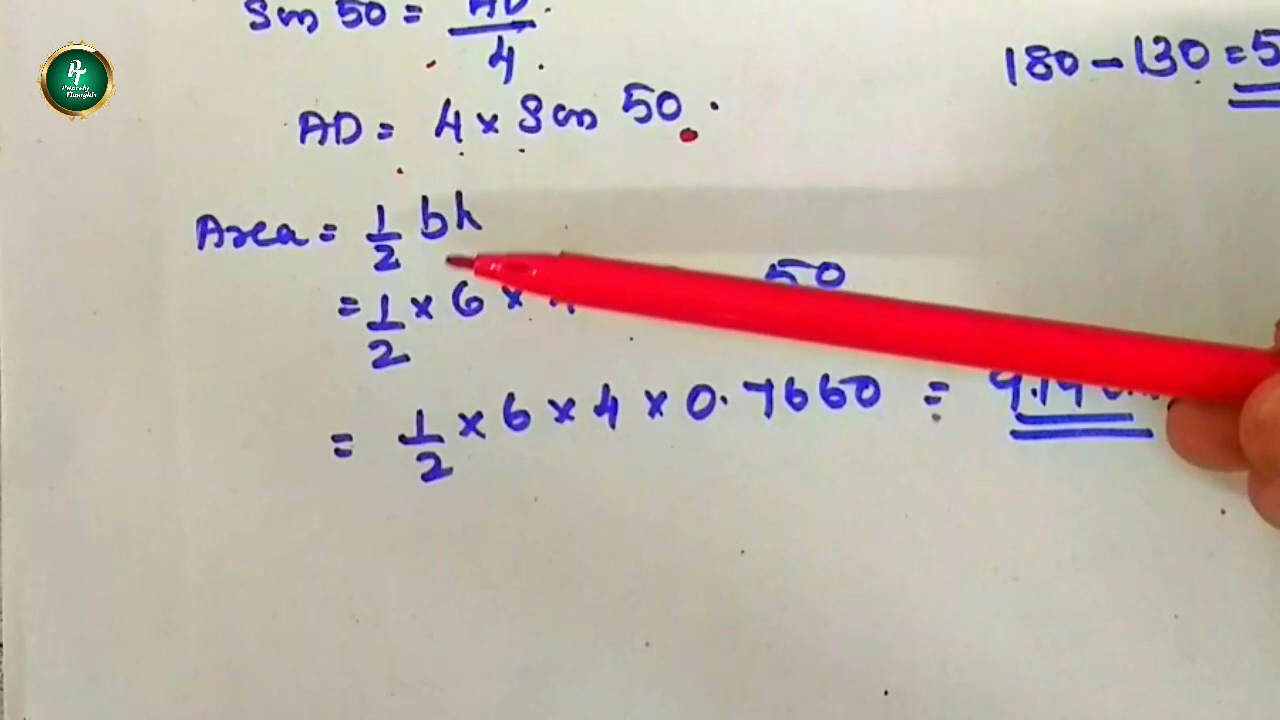 Sin 50 = AD / 4
180 - 130 = 5
AD = 4 × Sin 50
Area = 1/2 bh
= 1/2 × 6 × 50
= 1/2 × 6 × 4 × 0.7660 =